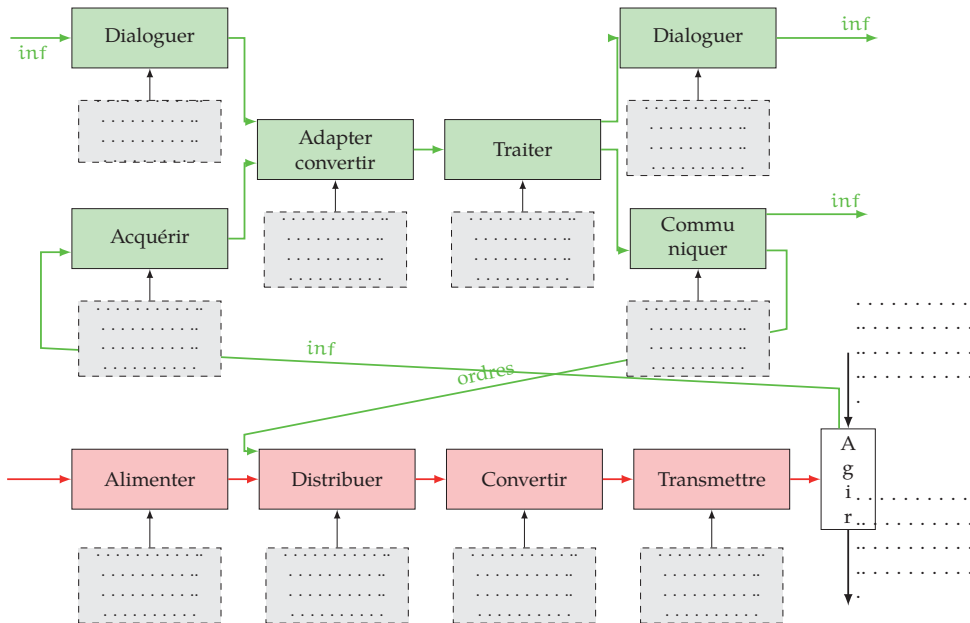 Dialoguer
Dialoguer
inf
inf
Adapter
convertir
Traiter
Acquérir
Commu
niquer
inf
inf
ordres
Alimenter
Distribuer
Convertir
Transmettre
A
g
i
r